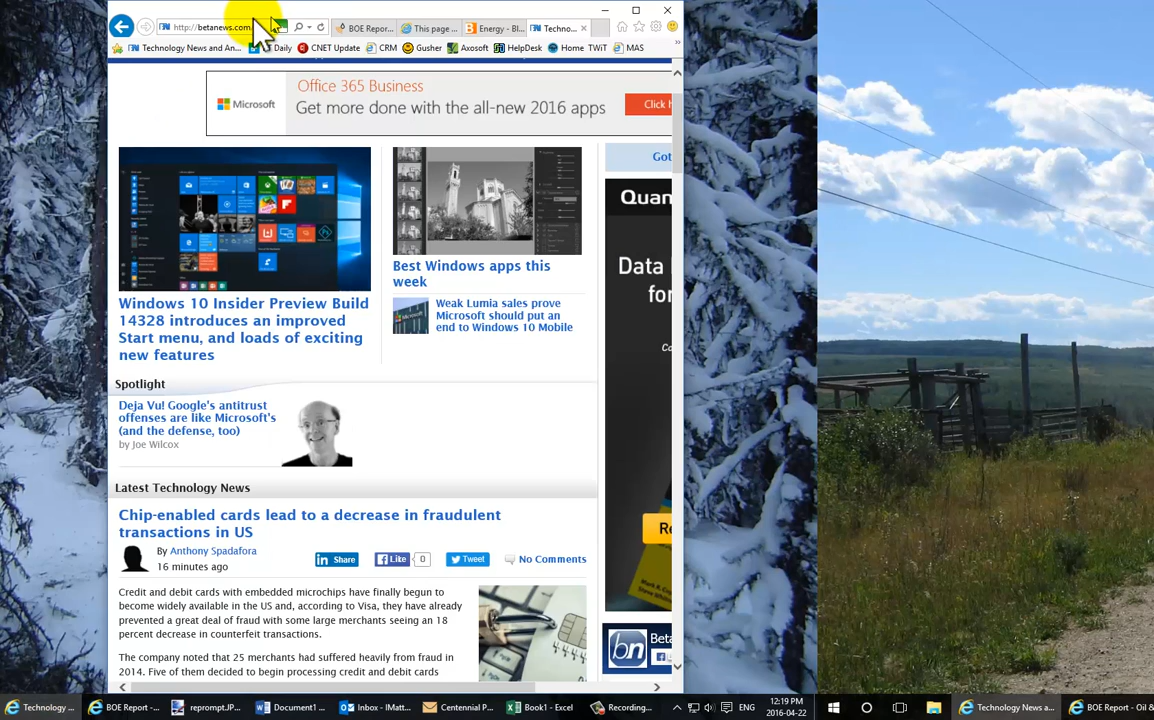 http://betanews.com
BOE Repor...
This page ...
Energy - Bl...
Techno...
Technology News and An...
Daily
CNET Update
CRM
Gusher
Axosoft
HelpDesk
Home
TWiT
MAS
Microsoft
Office 365 Business
Get more done with the all-new 2016 apps
Click
Windows 10 Insider Preview Build
14328 introduces an improved
Start menu, and loads of exciting
new features
Best Windows apps this
week
Weak Lumia sales prove
Microsoft should put an
end to Windows 10 Mobile
Got
Quan
Data
fo
Co
Re
Spotlight
Deja Vu! Google's antitrust
offenses are like Microsoft's
(and the defense, too)
by Joe Wilcox
Latest Technology News
Chip-enabled cards lead to a decrease in fraudulent
transactions in US
By Anthony Spadafora
16 minutes ago
Share
Like
0
Tweet
No Comments
Credit and debit cards with embedded microchips have finally begun to
become widely available in the US and, according to Visa, they have already
prevented a great deal of fraud with some large merchants seeing an 18
percent decrease in counterfeit transactions.
The company noted that 25 merchants had suffered heavily from fraud in
2014. Five of them decided to begin processing credit and debit cards
bn
Beta
Technology ...
BOE Report -...
reprompt.JP...
Document1 ...
Inbox - IMatt...
Centennial P...
Book1 - Excel
Recording...
ENG
12:19 PM
2016-04-22
Technology News a...
BOE Report - Oil &